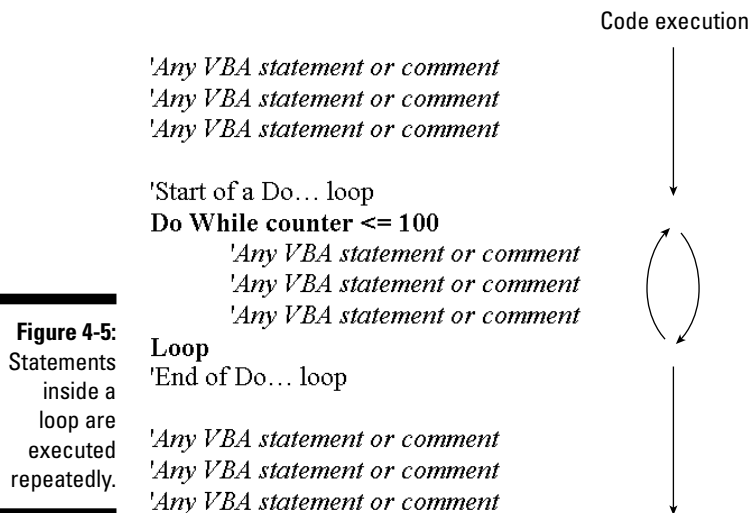 Code execution
'Any VBA statement or comment
'Any VBA statement or comment
'Any VBA statement or comment
'Start of a Do… loop
Do While counter <= 100
'Any VBA statement or comment
'Any VBA statement or comment
'Any VBA statement or comment
Loop
'End of Do… loop
'Any VBA statement or comment
'Any VBA statement or comment
'Any VBA statement or comment
Figure 4-5:
Statements
inside a
loop are
executed
repeatedly.